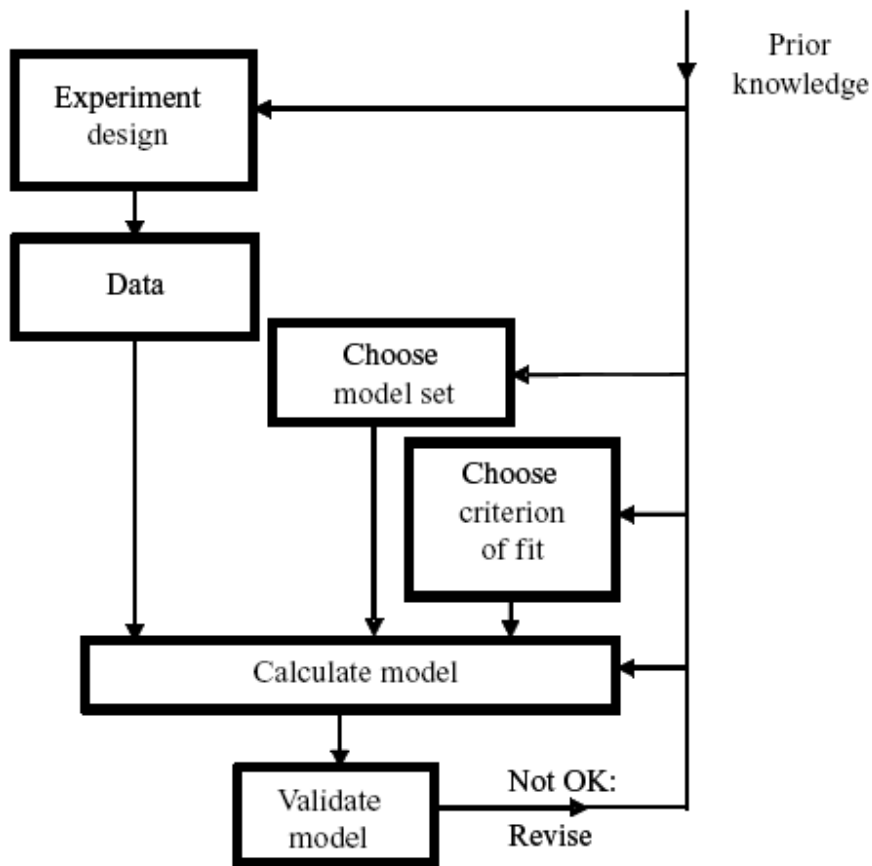 Prior
knowledge
Experiment
design
Data
Choose
model set
Choose
criterion
of fit
Calculate model
Validate
model
Not OK:
Revise